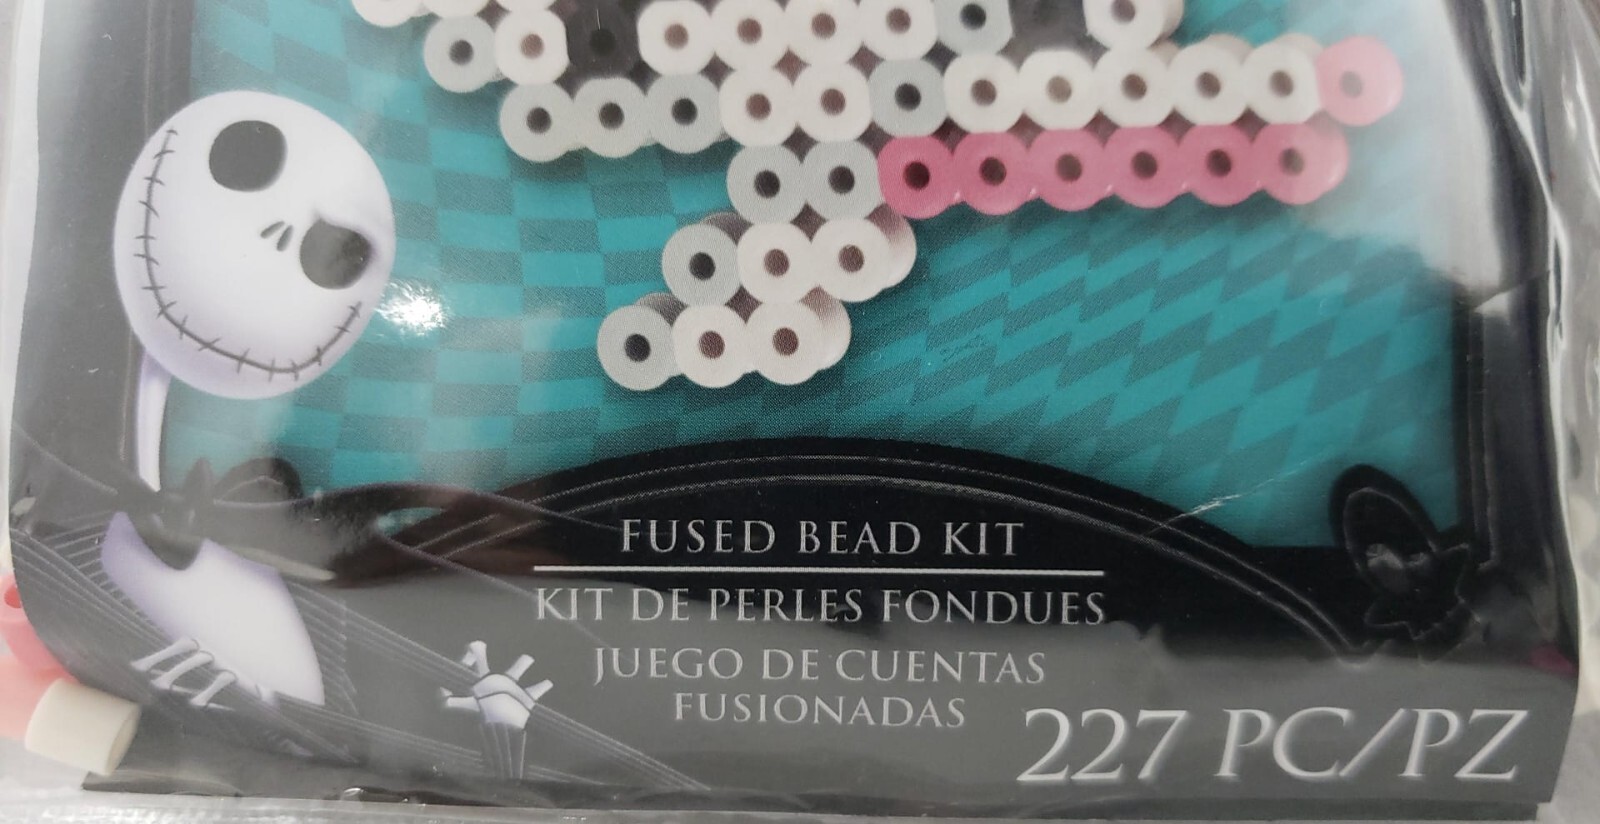 FUSED BEAD KIT
KIT DE PERLES FONDUES
JUEGO DE CUENTAS
FUSIONADAS
227 PC/PZ